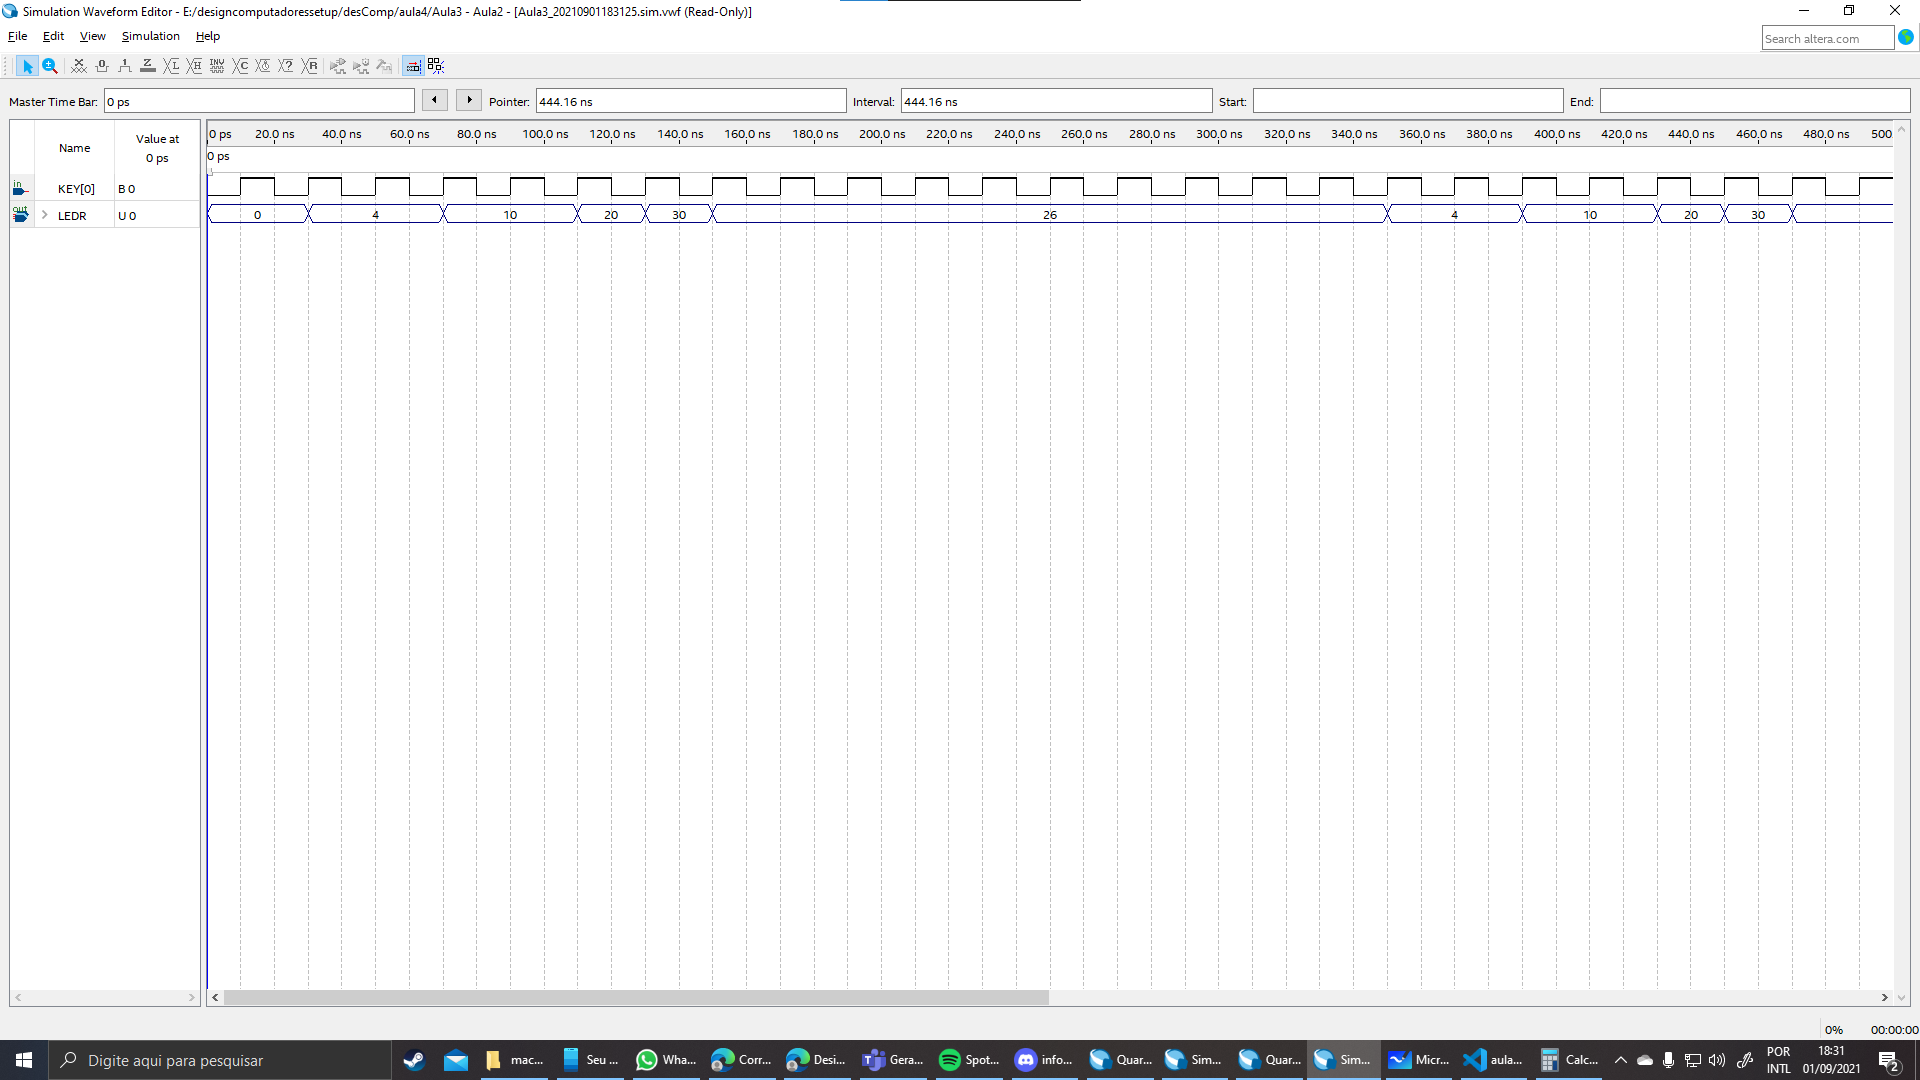 Simulation Waveform Editor - E:/designcomputadoressetup/desComp/aula4/Aula3 - Aula2 - [Aula3_20210901183125.sim.vwf (Read-Only)]
File Edit View Simulation Help
Search altera.com
Master Time Bar: 0 ps Pointer: 444.16 ns Interval: 444.16 ns Start: End:
Name Value at 0 ps
0 ps 20.0 ns 40.0 ns 60.0 ns 80.0 ns 100.0 ns 120.0 ns 140.0 ns 160.0 ns 180.0 ns 200.0 ns 220.0 ns 240.0 ns 260.0 ns 280.0 ns 300.0 ns 320.0 ns 340.0 ns 360.0 ns 380.0 ns 400.0 ns 420.0 ns 440.0 ns 460.0 ns 480.0 ns 500
0 ps
in KEY[0] B 0
out LEDR U 0 0 4 10 20 30 26 4 10 20 30
0% 00:00:00
Digite aqui para pesquisar mac... Seu ... Wha... Corr... Desi... Gera... Spot... info... Quar... Sim... Quar... Sim... Micr... aula... Calc... POR INTL 18:31 01/09/2021 2